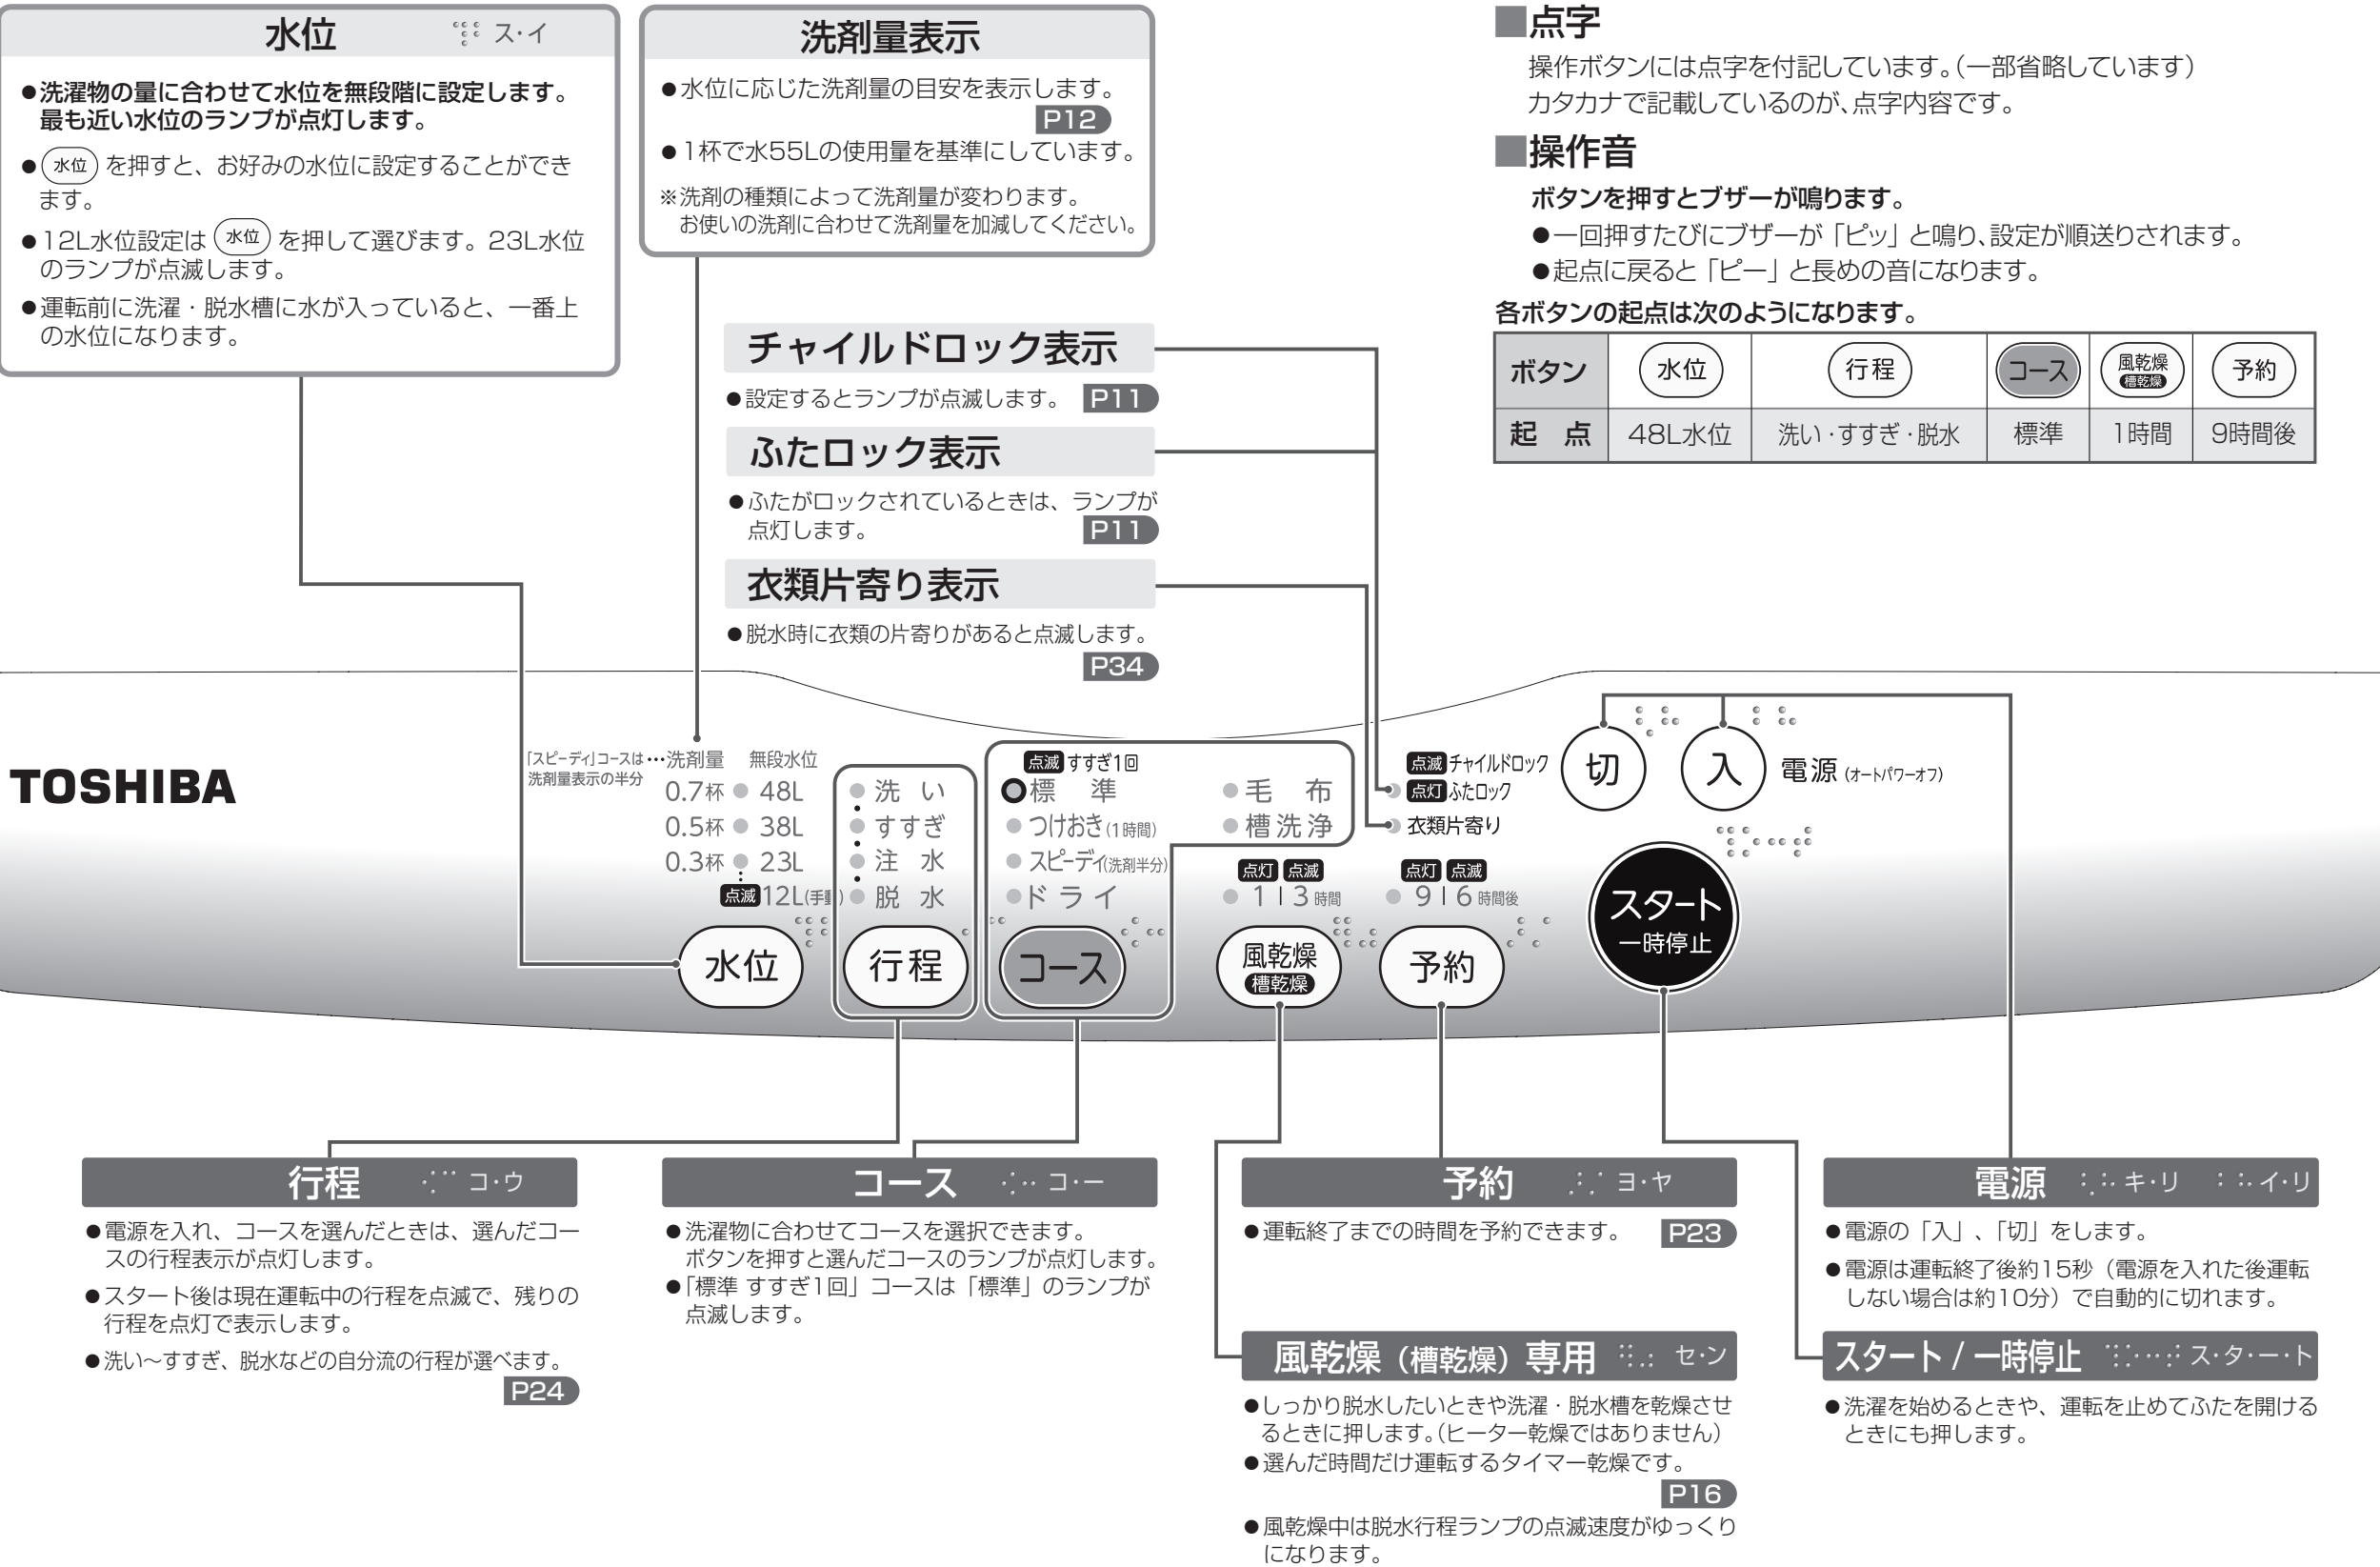 水位 ス・イ
●洗濯物の量に合わせて水位を無段階に設定します。
最も近い水位のランプが点灯します。
●水位 を押すと、お好みの水位に設定することができ
ます。
●12L水位設定は 水位 を押して選びます。23L水位
のランプが点滅します。
●運転前に洗濯・脱水槽に水が入っていると、一番上
の水位になります。
洗剤量表示
●水位に応じた洗剤量の目安を表示します。
P12
●1杯で水55Lの使用量を基準にしています。
※洗剤の種類によって洗剤量が変わります。
お使いの洗剤に合わせて洗剤量を加減してください。
チャイルドロック表示
●設定するとランプが点滅します。 P11
ふたロック表示
●ふたがロックされているときは、ランプが
点灯します。 P11
衣類片寄り表示
●脱水時に衣類の片寄りがあると点滅します。
P34
■点字
操作ボタンには点字を付記しています。(一部省略しています)
カタカナで記載しているのが、点字内容です。
■操作音
ボタンを押すとブザーが鳴ります。
●一回押すたびにブザーが「ピッ」と鳴り、設定が順送りされます。
●起点に戻ると「ピー」と長めの音になります。
各ボタンの起点は次のようになります。
ボタン 水位 行程 コース 風乾燥 槽乾燥 予約
起 点 48L水位 洗い・すすぎ・脱水 標準 1時間 9時間後
TOSHIBA
「スピーディ」コースは…洗剤量 無段水位
洗剤量表示の半分
0.7杯 48L
0.5杯 38L
0.3杯 23L
点滅 12L(手動)
水位
洗 い
すすぎ
注 水
脱 水
行程
点滅 すすぎ1回
標 準
つけおき(1時間)
スピーディ(洗剤半分)
ドライ
コース
毛 布
槽洗浄
点灯 点滅
1 | 3 時間
風乾燥
槽乾燥
点滅 チャイルドロック
点灯 ふたロック
衣類片寄り
点灯 点滅
9 | 6 時間後
予約
切 入 電源 (オートパワーオフ)
スタート
一時停止
行程 コ・ウ
●電源を入れ、コースを選んだときは、選んだコー
スの行程表示が点灯します。
●スタート後は現在運転中の行程を点滅で、残りの
行程を点灯で表示します。
●洗い〜すすぎ、脱水などの自分流の行程が選べます。
P24
コース コ・ー
●洗濯物に合わせてコースを選択できます。
ボタンを押すと選んだコースのランプが点灯します。
●「標準 すすぎ1回」コースは「標準」のランプが
点滅します。
予約 ヨ・ヤ
●運転終了までの時間を予約できます。 P23
風乾燥(槽乾燥)専用 セ・ン
●しっかり脱水したいときや洗濯・脱水槽を乾燥させ
るときに押します。(ヒーター乾燥ではありません)
●選んだ時間だけ運転するタイマー乾燥です。
P16
●風乾燥中は脱水行程ランプの点滅速度がゆっくり
になります。
電源 キ・リ イ・リ
●電源の「入」、「切」をします。
●電源は運転終了後約15秒(電源を入れた後運転
しない場合は約10分)で自動的に切れます。
スタート / 一時停止 ス・タ・ー・ト
●洗濯を始めるときや、運転を止めてふたを開ける
ときにも押します。